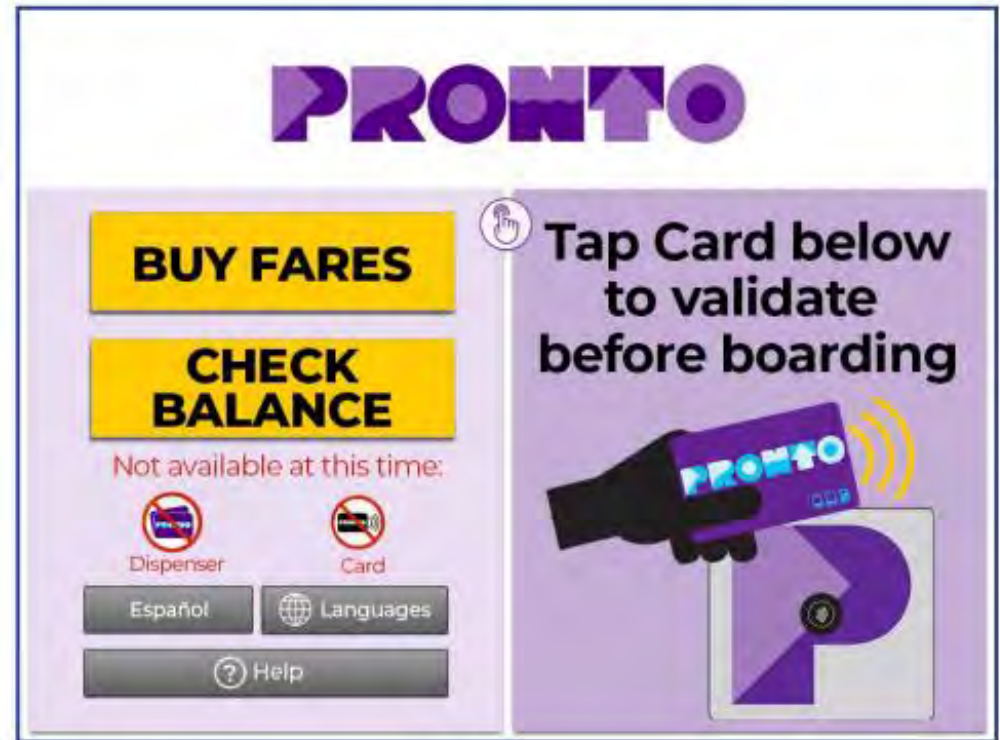 PRONTO
BUY FARES
CHECK
BALANCE
Not available at this time:
Dispenser
Card
Español
Languages
? Help
Tap Card below
to validate
before boarding
PRONTO
P